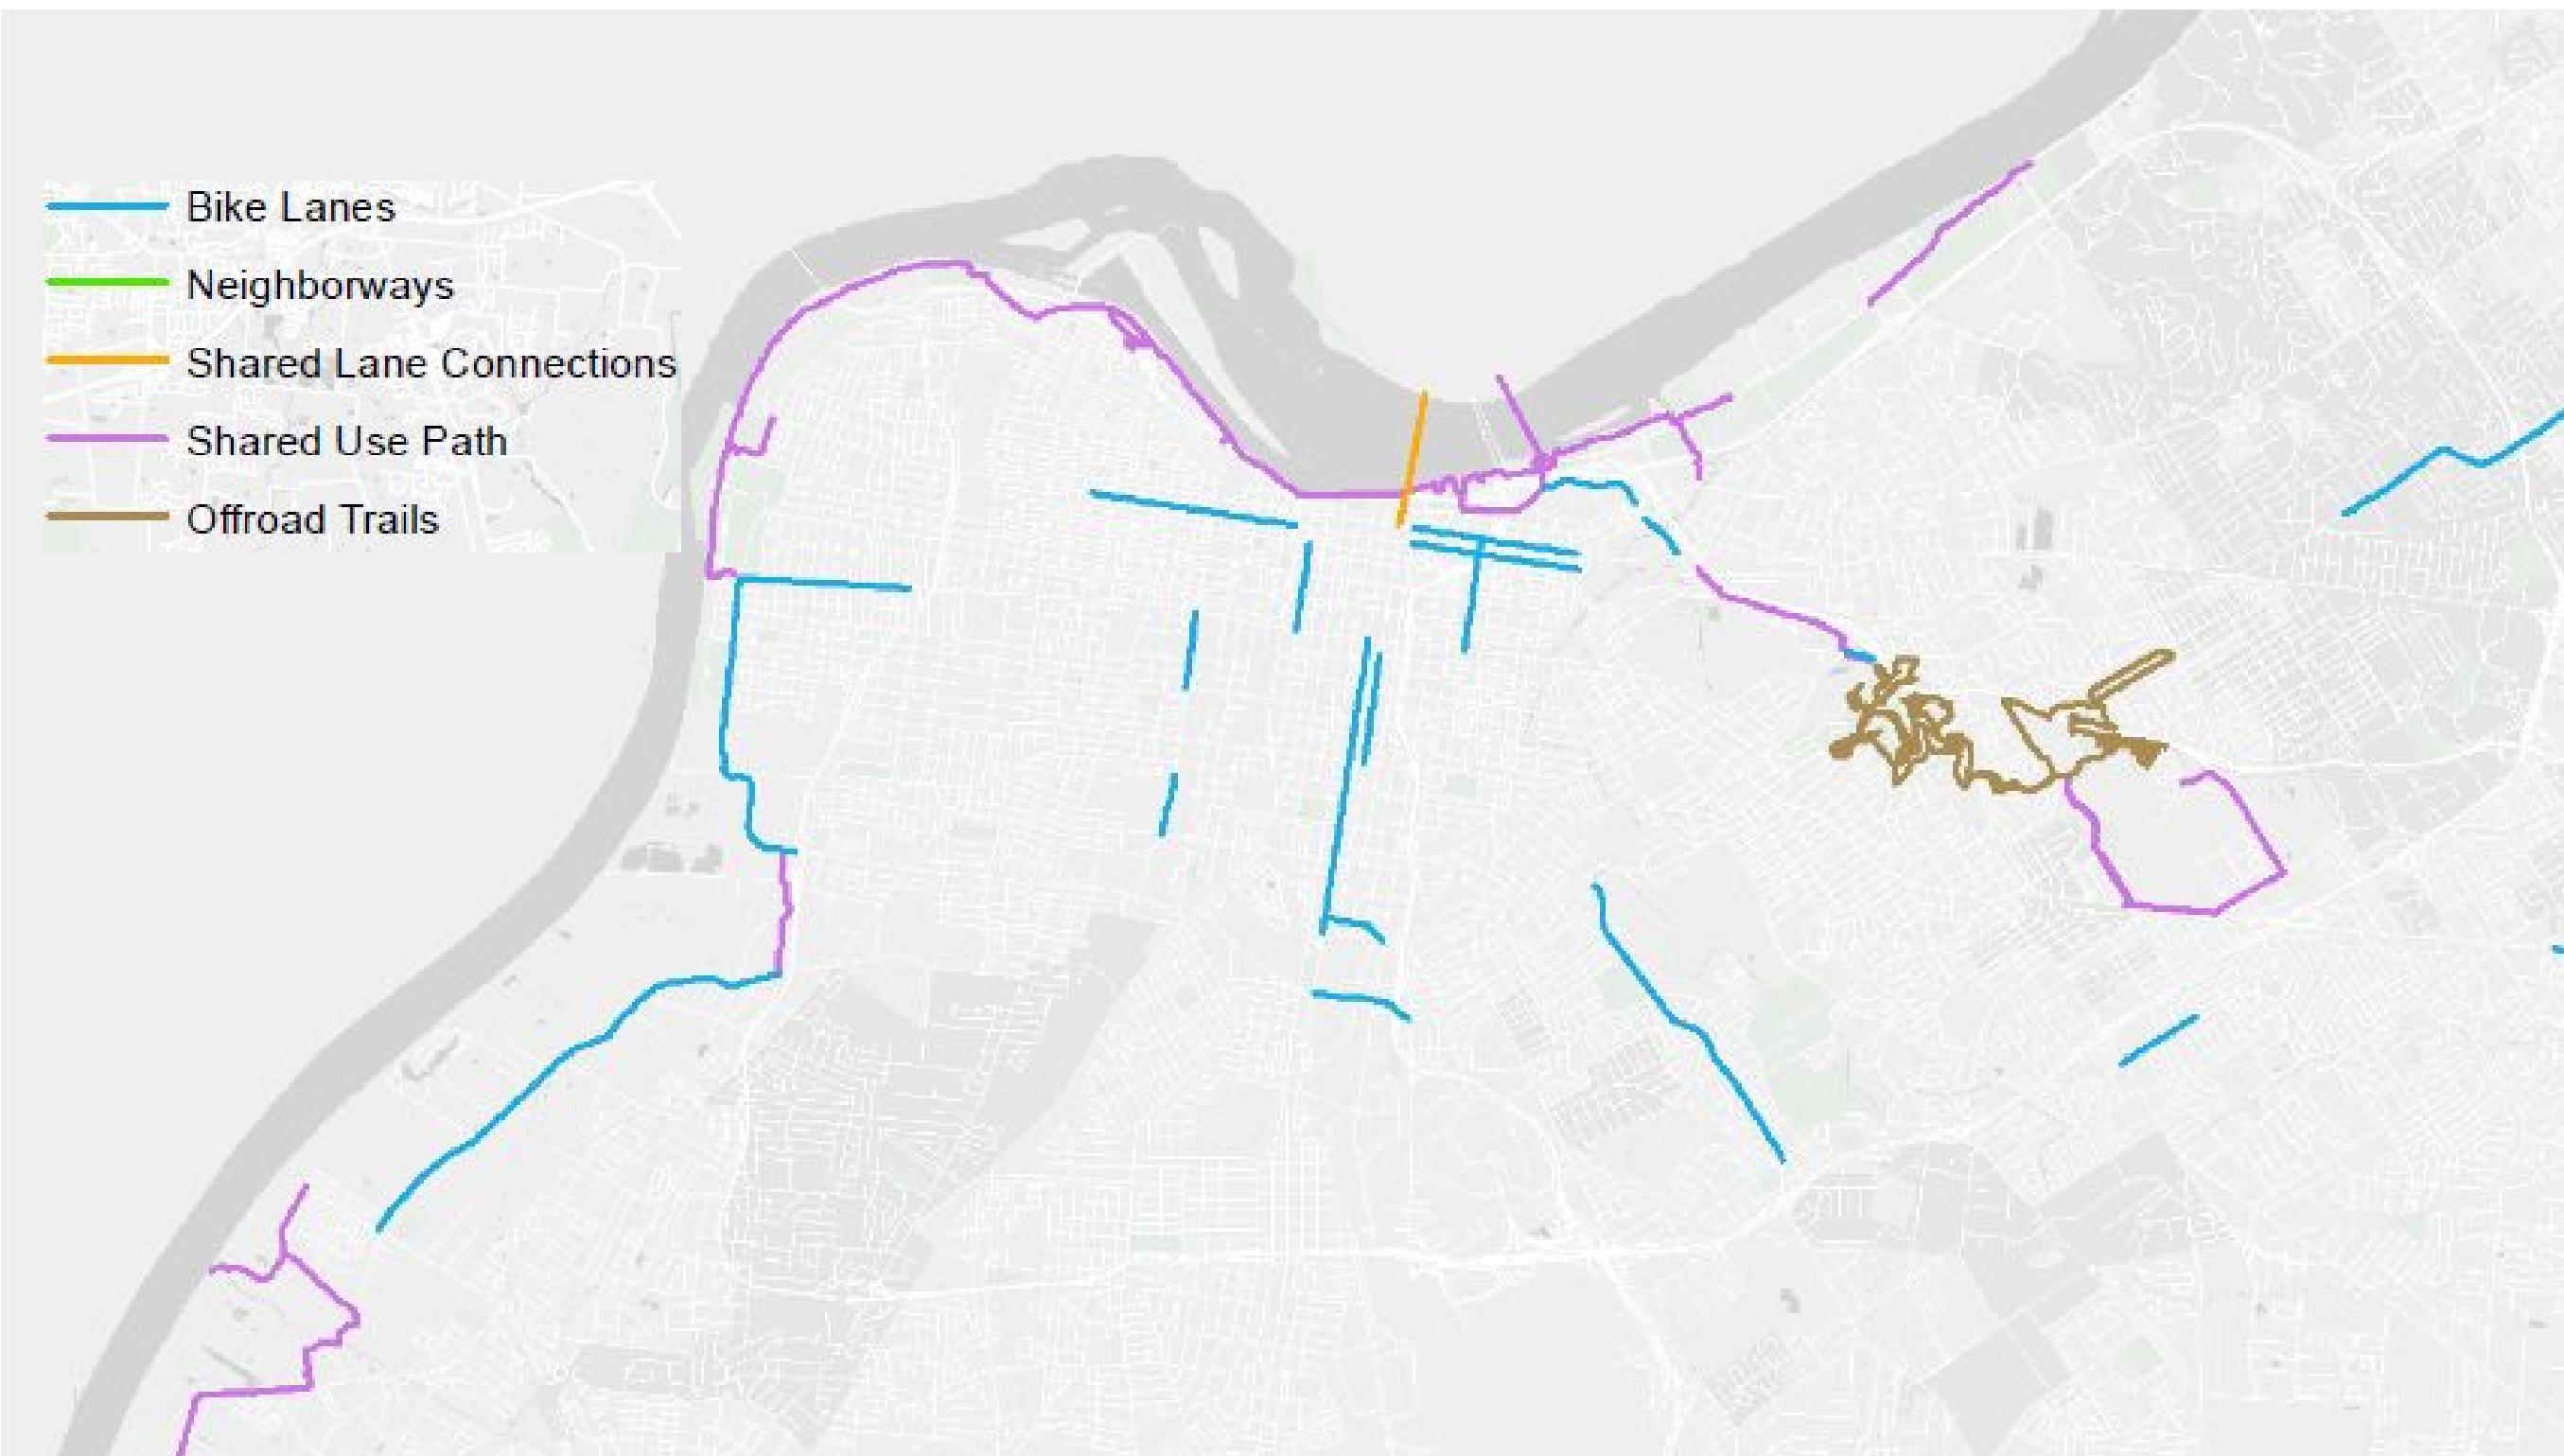 Bike Lanes
Neighborways
Shared Lane Connections
Shared Use Path
Offroad Trails